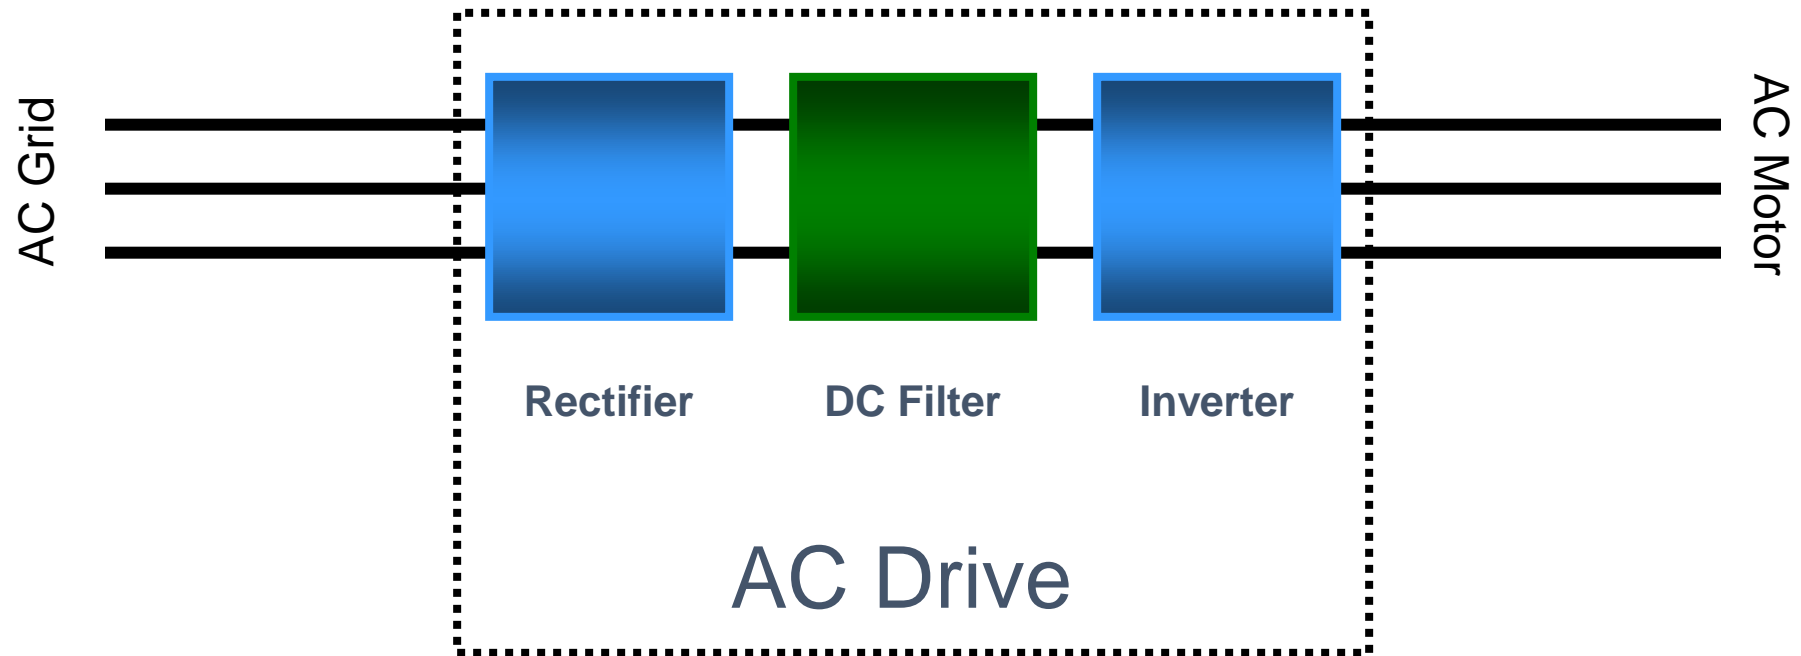 AC Grid
Rectifier
DC Filter
Inverter
AC Drive
AC Motor